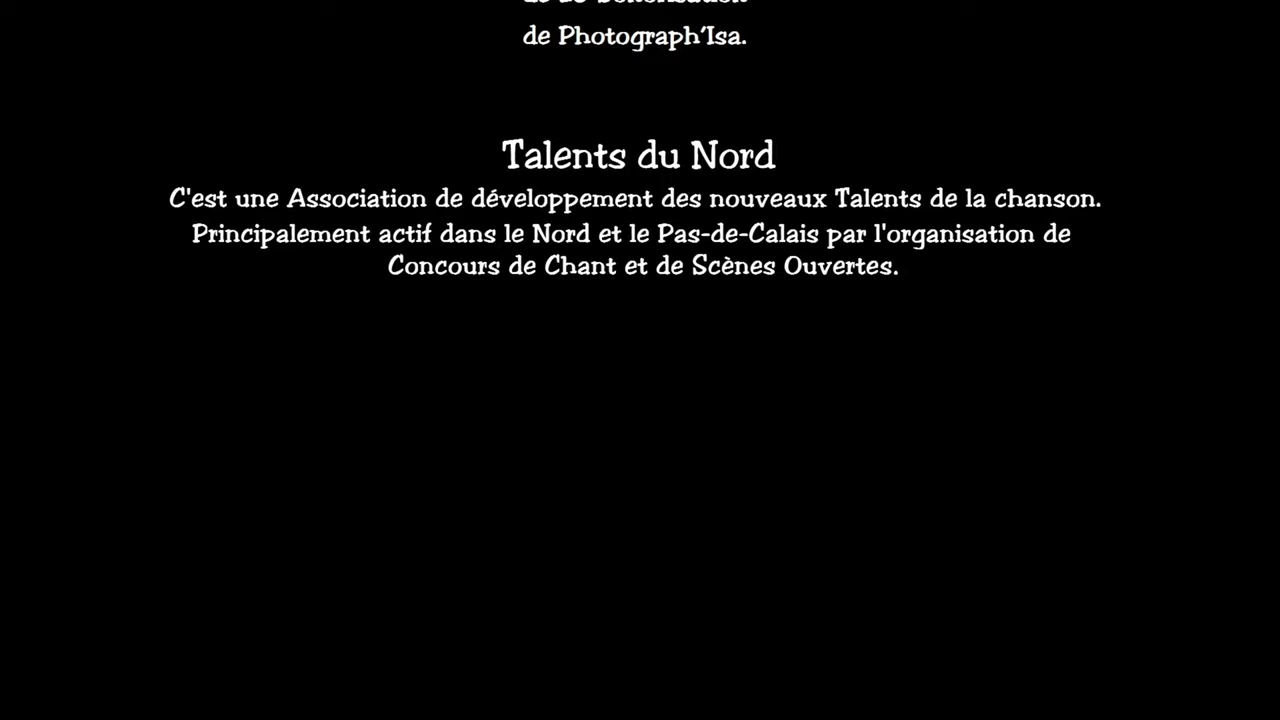 de Photograph'Isa.
Talents du Nord
C'est une Association de développement des nouveaux Talents de la chanson.
Principalement actif dans le Nord et le Pas-de-Calais par l'organisation de
Concours de Chant et de Scènes Ouvertes.